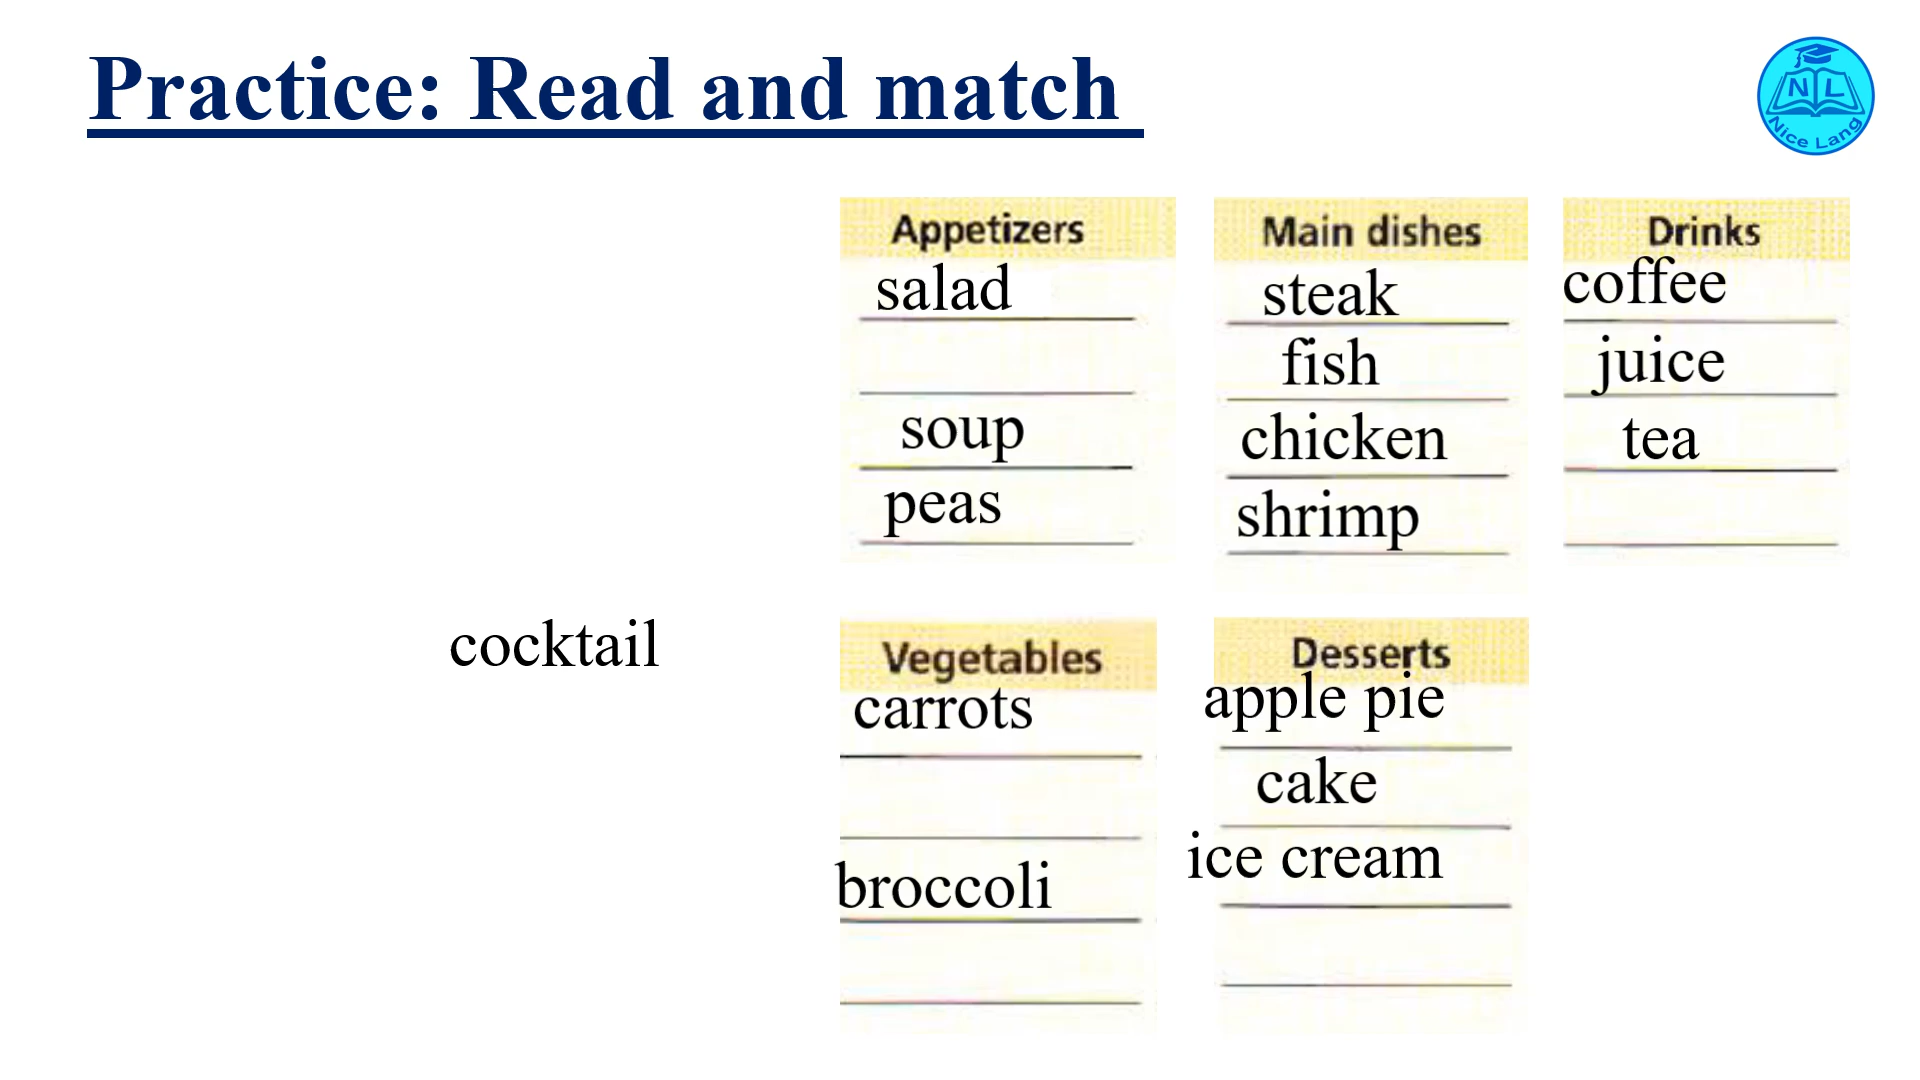 Practice: Read and match
N L
Nice Lang
Appetizers
salad
soup
peas
Main dishes
steak
fish
chicken
shrimp
Drinks
coffee
juice
tea
cocktail
Vegetables
carrots
broccoli
Desserts
apple pie
cake
ice cream